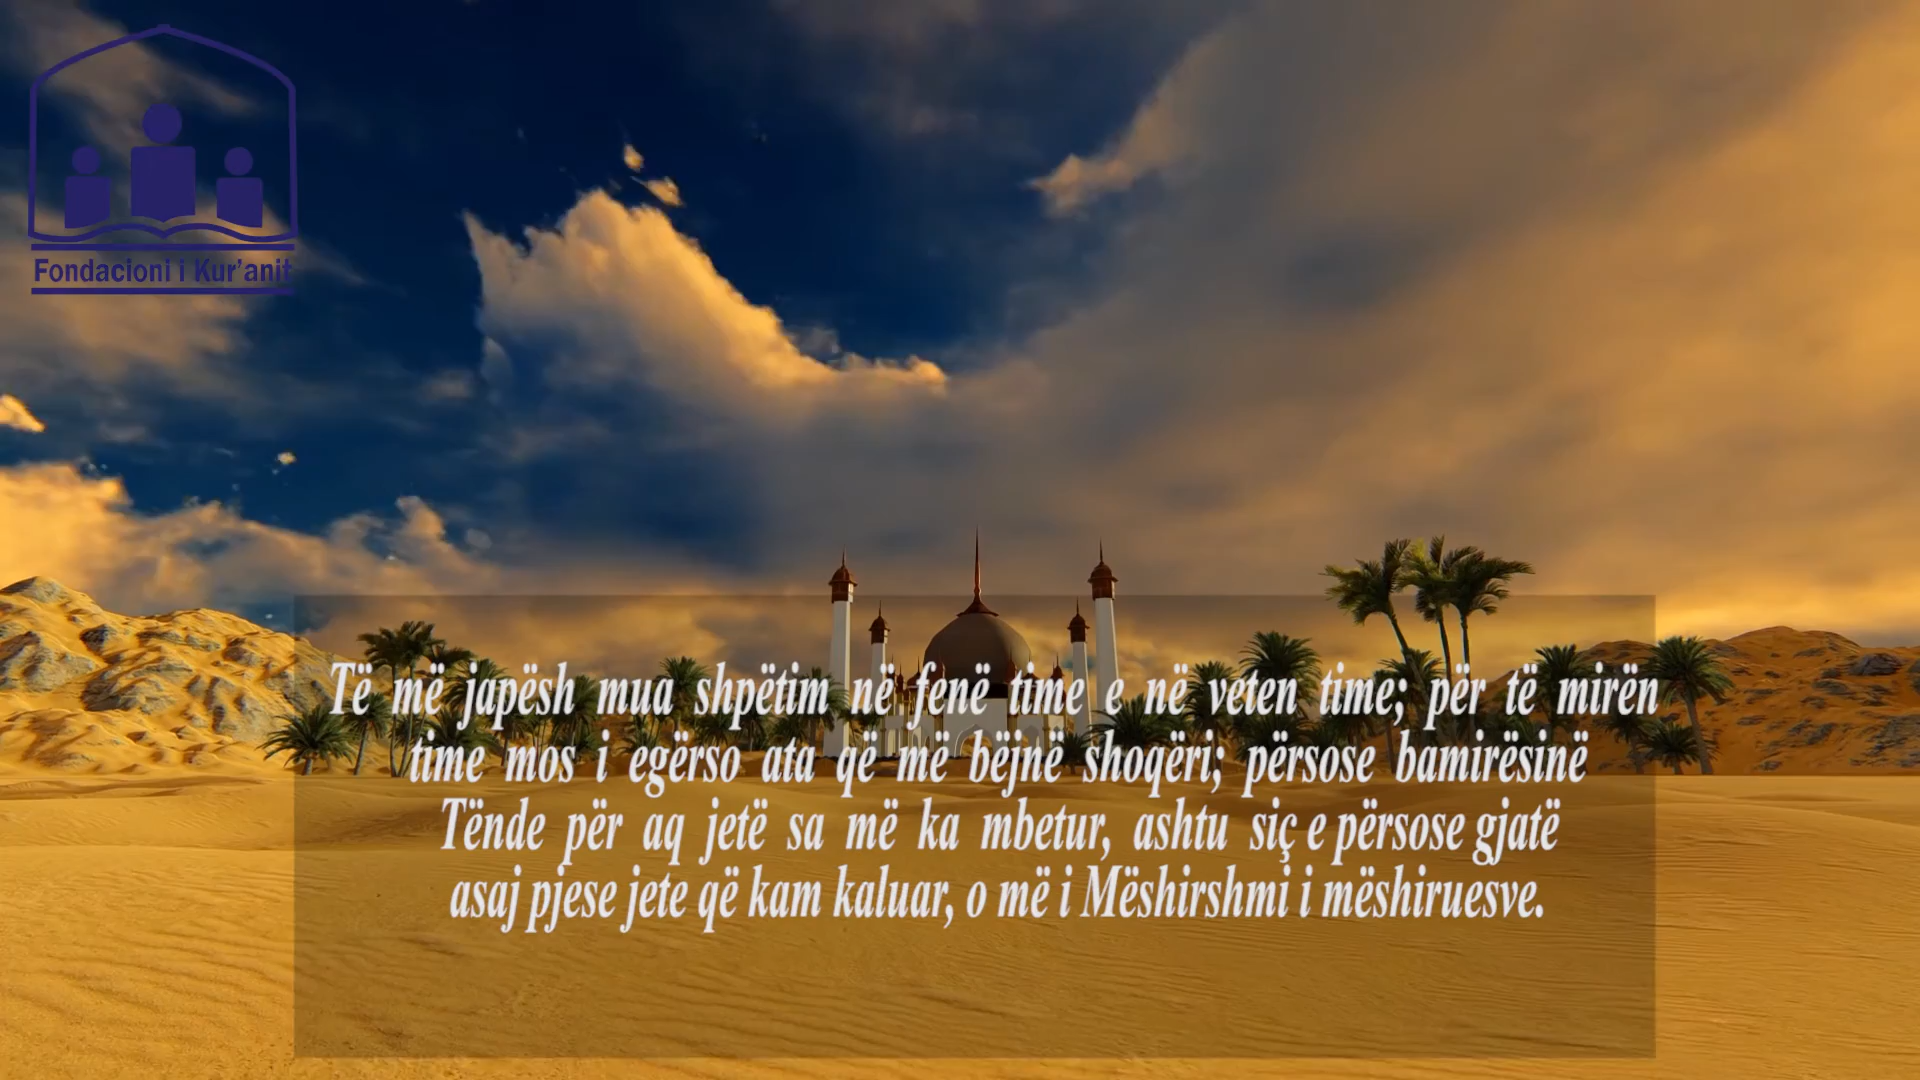 Fondacioni i Kur'anit
Të më japësh mua shpëtim në fenë time e në veten time; për të mirën
time mos i egërso ata që më bëjnë shoqëri; përsose bamirësinë
Tënde për aq jetë sa më ka mbetur, ashtu siç e përsose gjatë
asaj pjese jete që kam kaluar, o më i Mëshirshmi i mëshiruesve.